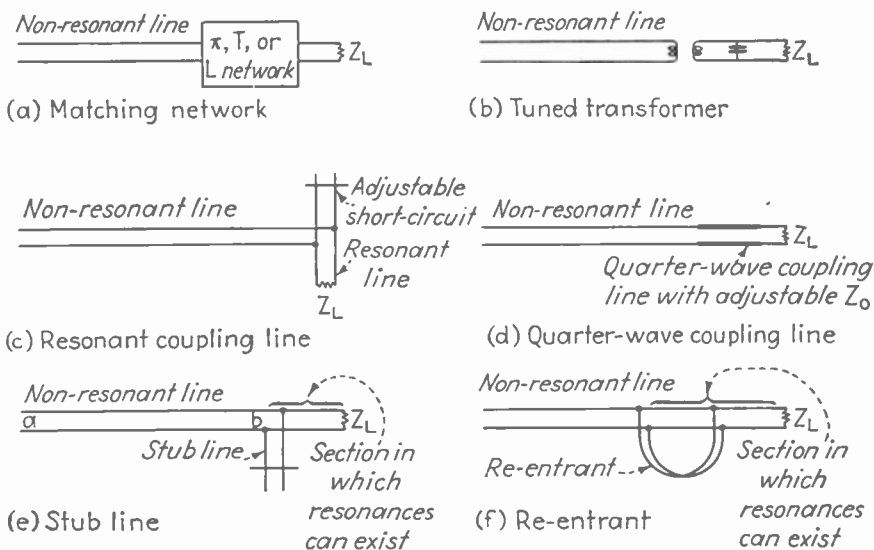 Non-resonant line
π, T, or
L network
Z_L
(a) Matching network
Non-resonant line
Z_L
(b) Tuned transformer
Non-resonant line
Adjustable
short-circuit
Resonant
line
Z_L
(c) Resonant coupling line
Non-resonant line
Z_L
Quarter-wave coupling
line with adjustable Z_0
(d) Quarter-wave coupling line
Non-resonant line
a
b
Z_L
Stub line
Section in
which
resonances
can exist
(e) Stub line
Non-resonant line
Z_L
Re-entrant
Section in
which
resonances
can exist
(f) Re-entrant